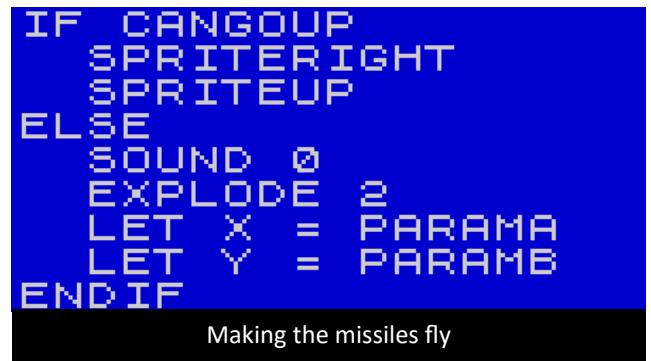 IF CANGOUP
SPRITERIGHT
SPRITEUP
ELSE
SOUND 0
EXPLODE 2
LET X = PARAMA
LET Y = PARAMB
ENDIF
Making the missiles fly